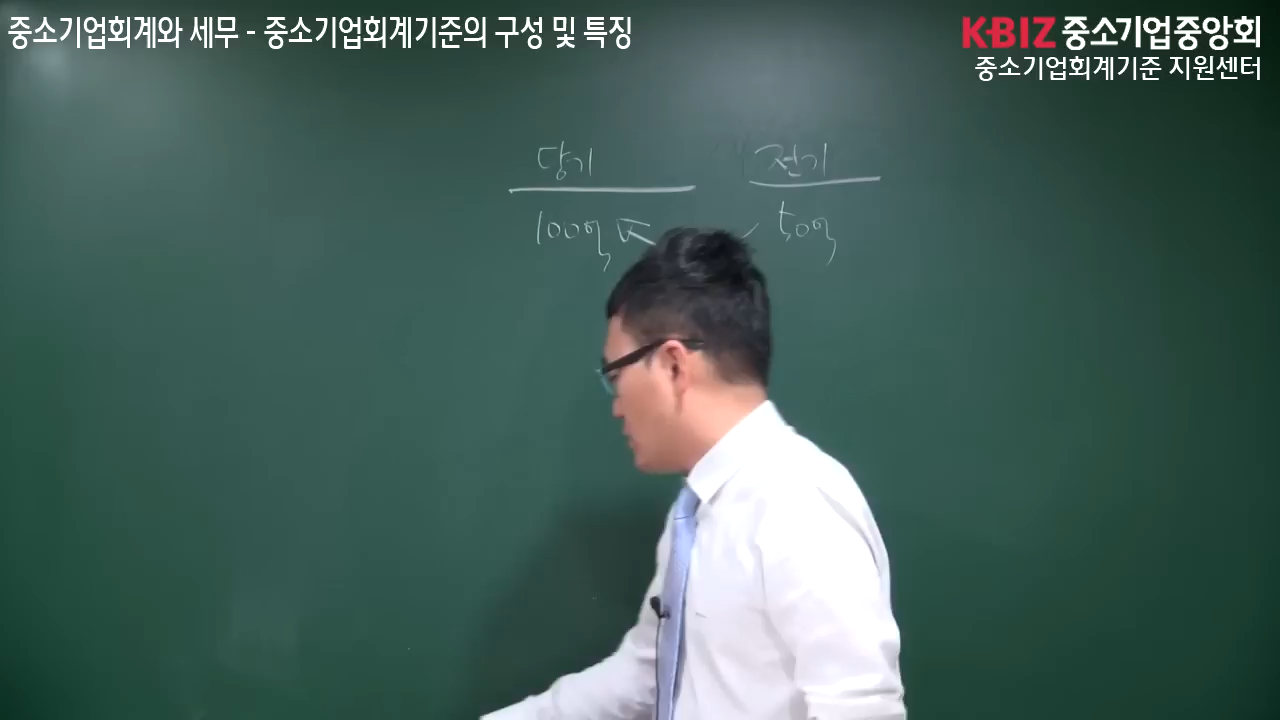 중소기업회계와 세무 - 중소기업회계기준의 구성 및 특징
K-BIZ 중소기업중앙회
중소기업회계기준 지원센터
당기 전기
100억 50억